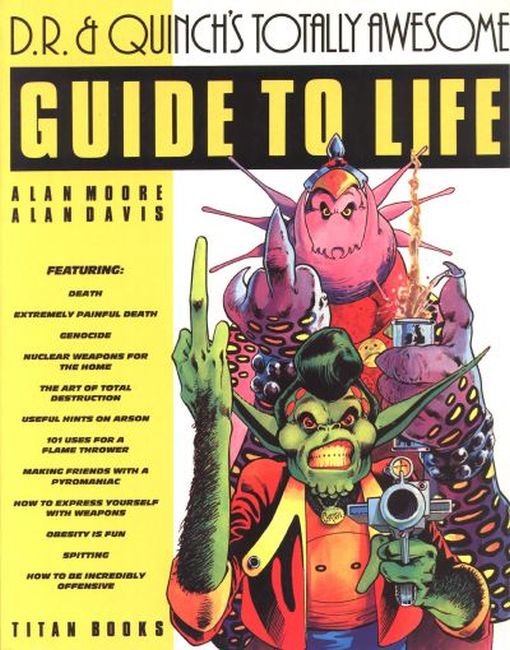 D.R. & QUINCH'S TOTALLY AWESOME
GUIDE TO LIFE
ALAN MOORE
ALAN DAVIS
FEATURING:
DEATH
EXTREMELY PAINFUL DEATH
GENOCIDE
NUCLEAR WEAPONS FOR
THE HOME
THE ART OF TOTAL
DESTRUCTION
USEFUL HINTS ON ARSON
101 USES FOR A
FLAME THROWER
MAKING FRIENDS WITH A
PYROMANIAC
HOW TO EXPRESS YOURSELF
WITH WEAPONS
OBESITY IS FUN
SPITTING
HOW TO BE INCREDIBLY
OFFENSIVE
TITAN BOOKS